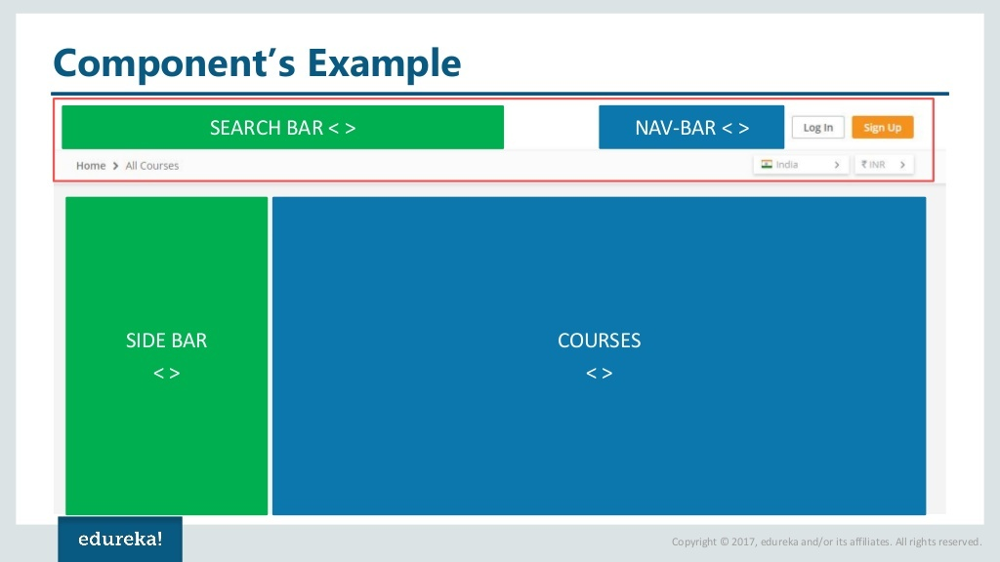 Component’s Example
SEARCH BAR < >
NAV-BAR < >
Log In
Sign Up
Home > All Courses
India >
₹ INR >
SIDE BAR
< >
COURSES
< >
edureka!
Copyright © 2017, edureka and/or its affiliates. All rights reserved.